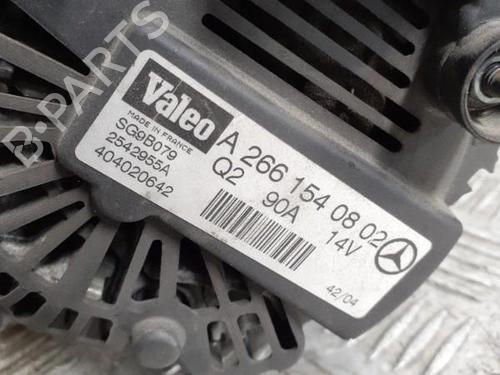 B-PARTS
Valeo
MADE IN FRANCE
SG9B079
2542955A
404020642
A 266 154 08 02
Q2 90A 14V
42/04